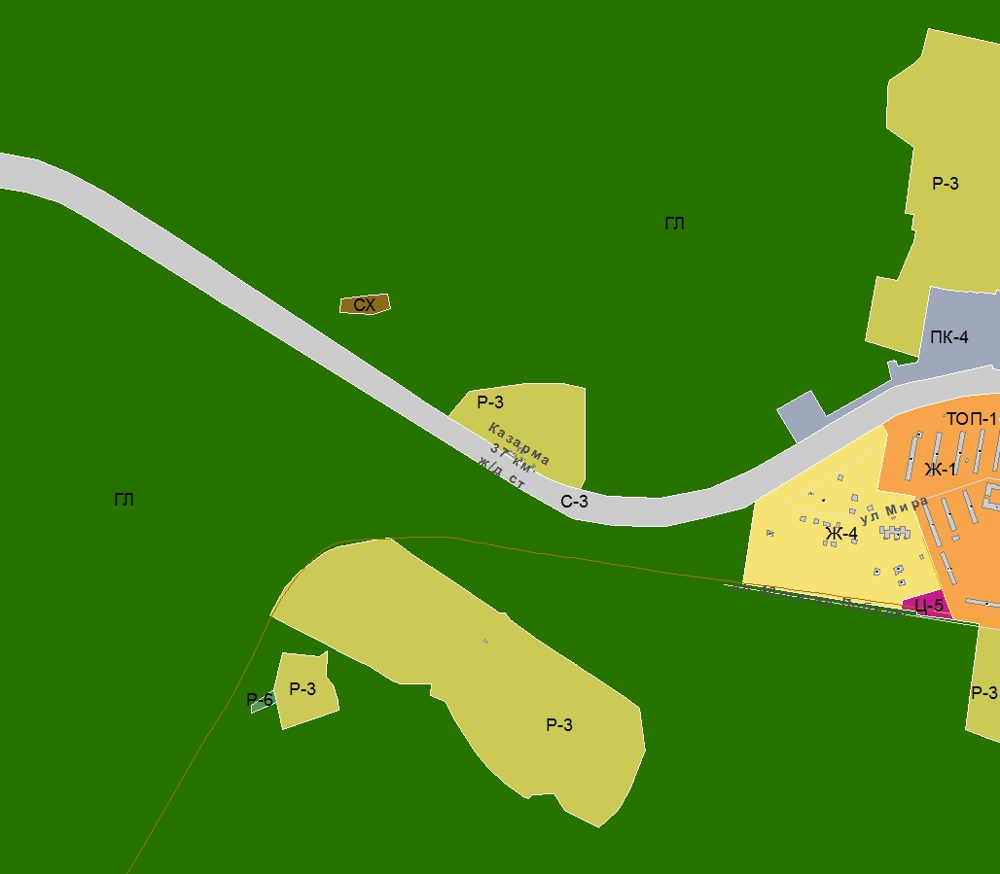 Р-3
ГЛ
СХ
ПК-4
Р-3
ТОП-1
Казарма
37 км
ж/д ст
Ж-1
С-3
ГЛ
ул Мира
Ж-4
Ц-5
Р-3
Р-6
Р-3
Р-3